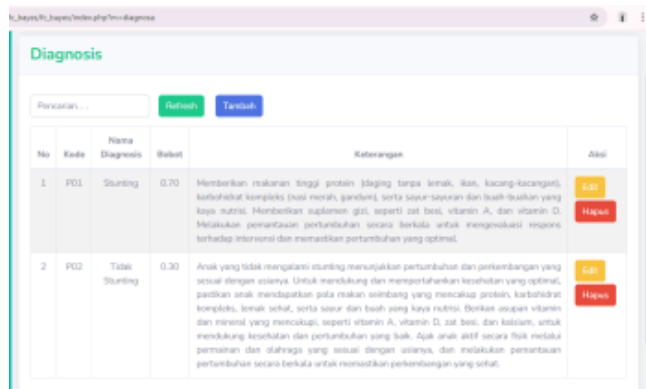 fc_bayes/fc_bayes/index.php?m=diagnosa
Diagnosis
Pencarian...
Refresh
Tambah
No
Kode
Nama
Diagnosis
Bobot
Keterangan
Aksi
1
P01
Stunting
0.70
Memberikan makanan tinggi protein (daging tanpa lemak, ikan, kacang-kacangan),
karbohidrat kompleks (nasi merah, gandum), serta sayur-sayuran dan buah-buahan yang
kaya nutrisi. Memberikan suplemen gizi, seperti zat besi, vitamin A, dan vitamin D.
Melakukan pemantauan pertumbuhan secara berkala untuk mengevaluasi respons
terhadap intervensi dan memastikan pertumbuhan yang optimal.
Edit
Hapus
2
P02
Tidak
Stunting
0.30
Anak yang tidak mengalami stunting menunjukkan pertumbuhan dan perkembangan yang
sesuai dengan usianya. Untuk mendukung dan mempertahankan kesehatan yang optimal,
pastikan anak mendapatkan pola makan seimbang yang mencakup protein, karbohidrat
kompleks, lemak sehat, serta sayur dan buah yang kaya nutrisi. Berikan asupan vitamin
dan mineral yang mencukupi, seperti vitamin A, vitamin D, zat besi, dan kalsium, untuk
mendukung kesehatan dan pertumbuhan yang baik. Ajak anak aktif secara fisik melalui
permainan dan olahraga yang sesuai dengan usianya, dan melakukan pemantauan
pertumbuhan secara berkala untuk memastikan perkembangan yang sehat.
Edit
Hapus